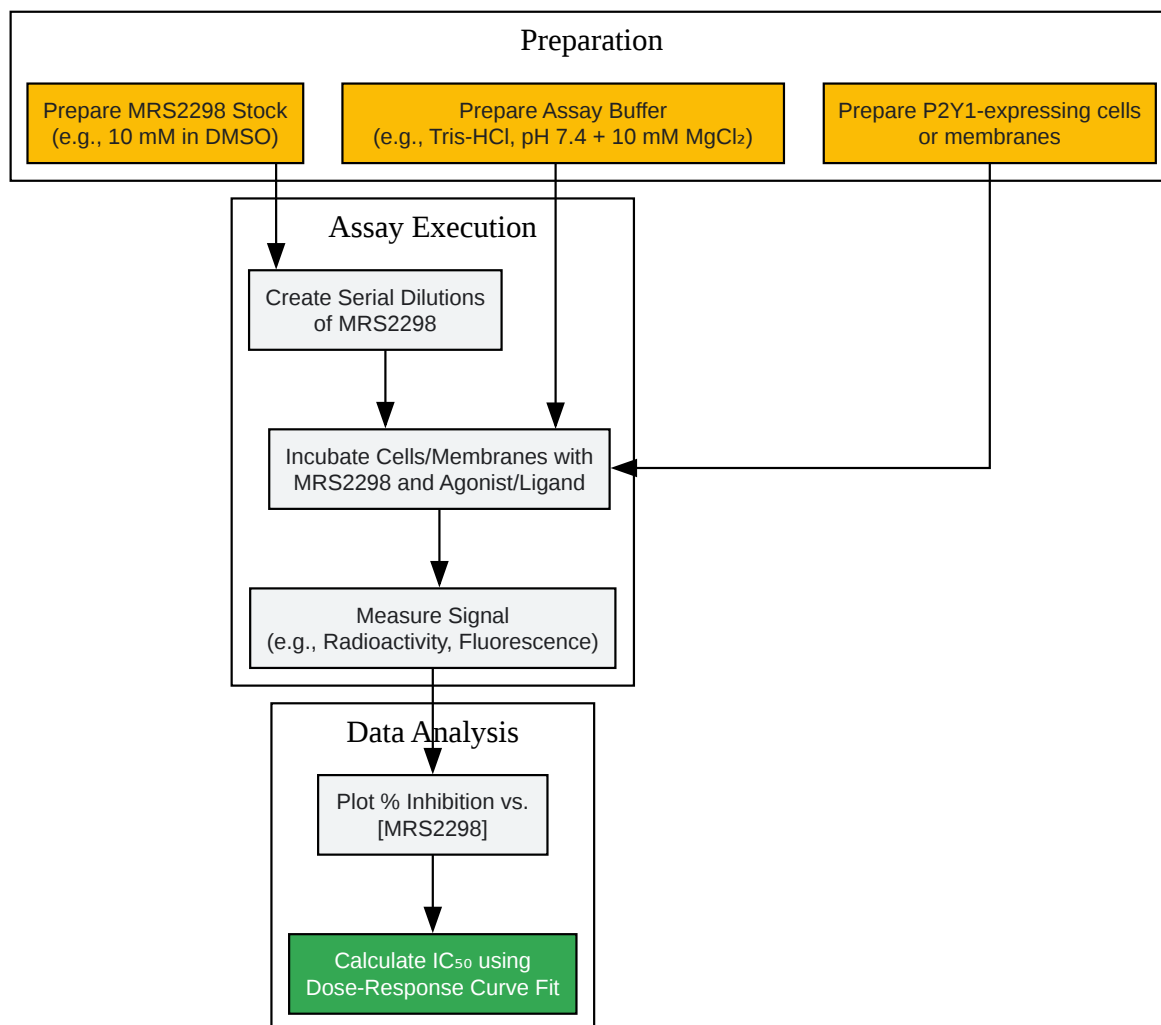 Preparation
Prepare MRS2298 Stock
(e.g., 10 mM in DMSO)
Prepare Assay Buffer
(e.g., Tris-HCl, pH 7.4 + 10 mM MgCl₂)
Prepare P2Y1-expressing cells
or membranes
Assay Execution
Create Serial Dilutions
of MRS2298
Incubate Cells/Membranes with
MRS2298 and Agonist/Ligand
Measure Signal
(e.g., Radioactivity, Fluorescence)
Data Analysis
Plot % Inhibition vs.
[MRS2298]
Calculate IC₅₀ using
Dose-Response Curve Fit